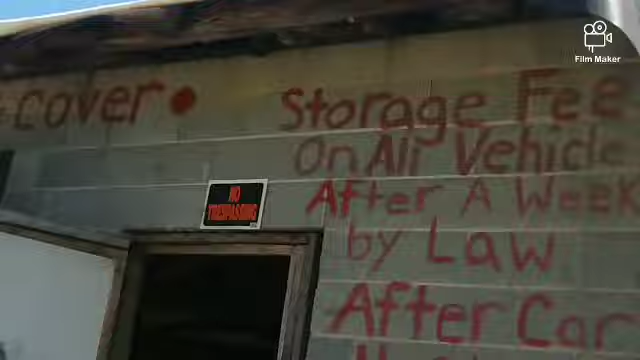 Film Maker
cover •
Storage Fee
On All Vehicle
After A Week
by Law
After Car
NO
TRESPASSING